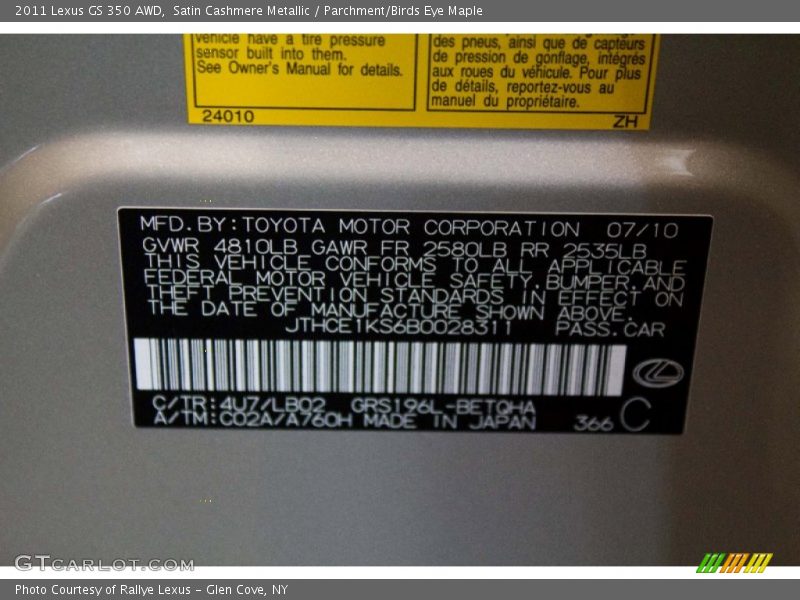 2011 Lexus GS 350 AWD, Satin Cashmere Metallic / Parchment/Birds Eye Maple
vehicle have a tire pressure
sensor built into them.
See Owner's Manual for details.
24010
des pneus, ainsi que de capteurs
de pression de gonflage, intégrés
aux roues du véhicule. Pour plus
de détails, reportez-vous au
manuel du propriétaire.
ZH
MFD.BY:TOYOTA MOTOR CORPORATION 07/10
GVWR 4810LB GAWR FR 2580LB RR 2535LB
THIS VEHICLE CONFORMS TO ALL APPLICABLE
FEDERAL MOTOR VEHICLE SAFETY,BUMPER,AND
THEFT PREVENTION STANDARDS IN EFFECT ON
THE DATE OF MANUFACTURE SHOWN ABOVE.
JTHCE1KS6B0028311 PASS.CAR
C/TR:4U7/LB02 GRS196L-BETQHA
A/TM:C02A/A760H MADE IN JAPAN 366 C
GTCARLOT.COM
Photo Courtesy of Rallye Lexus - Glen Cove, NY